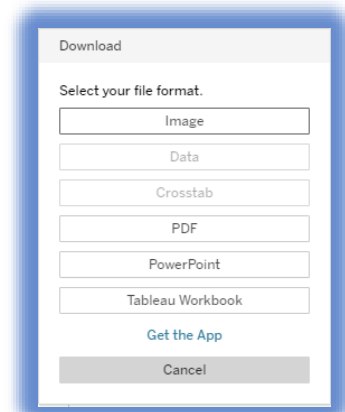 Download
Select your file format.
Image
Data
Crosstab
PDF
PowerPoint
Tableau Workbook
Get the App
Cancel